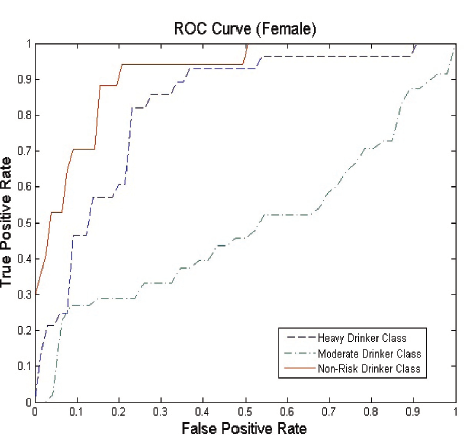 ROC Curve (Female)
1
0.9
0.8
0.7
0.6
0.5
0.4
0.3
0.2
0.1
0
True Positive Rate
Heavy Drinker Class
Moderate Drinker Class
Non-Risk Drinker Class
0 0.1 0.2 0.3 0.4 0.5 0.6 0.7 0.8 0.9 1
False Positive Rate